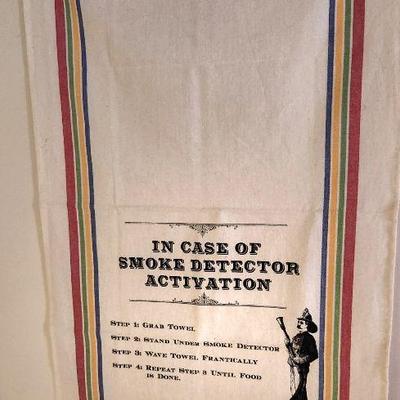 IN CASE OF
SMOKE DETECTOR
ACTIVATION
STEP 1: GRAB TOWEL
STEP 2: STAND UNDER SMOKE DETECTOR
STEP 3: WAVE TOWEL FRANTICALLY
STEP 4: REPEAT STEP 3 UNTIL FOOD
IS DONE.